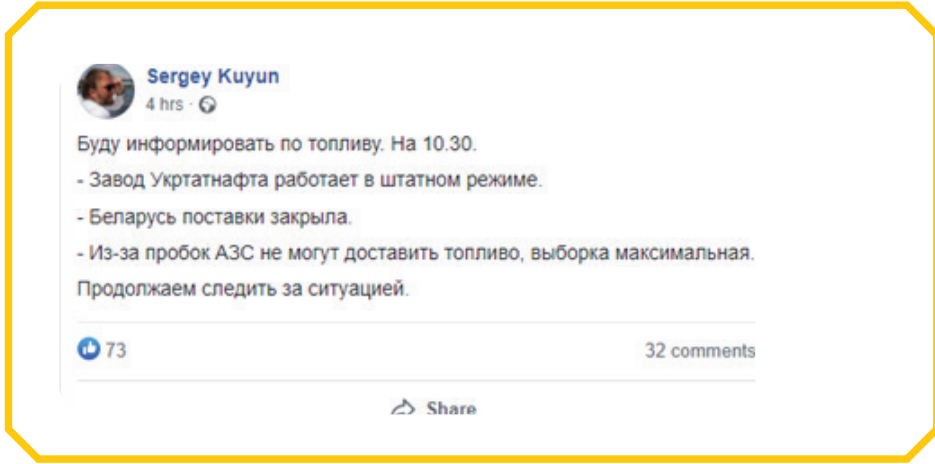 Sergey Kuyun
4 hrs ·
Буду информировать по топливу. На 10.30.
- Завод Укртатнафта работает в штатном режиме.
- Беларусь поставки закрыла.
- Из-за пробок АЗС не могут доставить топливо, выборка максимальная.
Продолжаем следить за ситуацией.
73
32 comments
Share